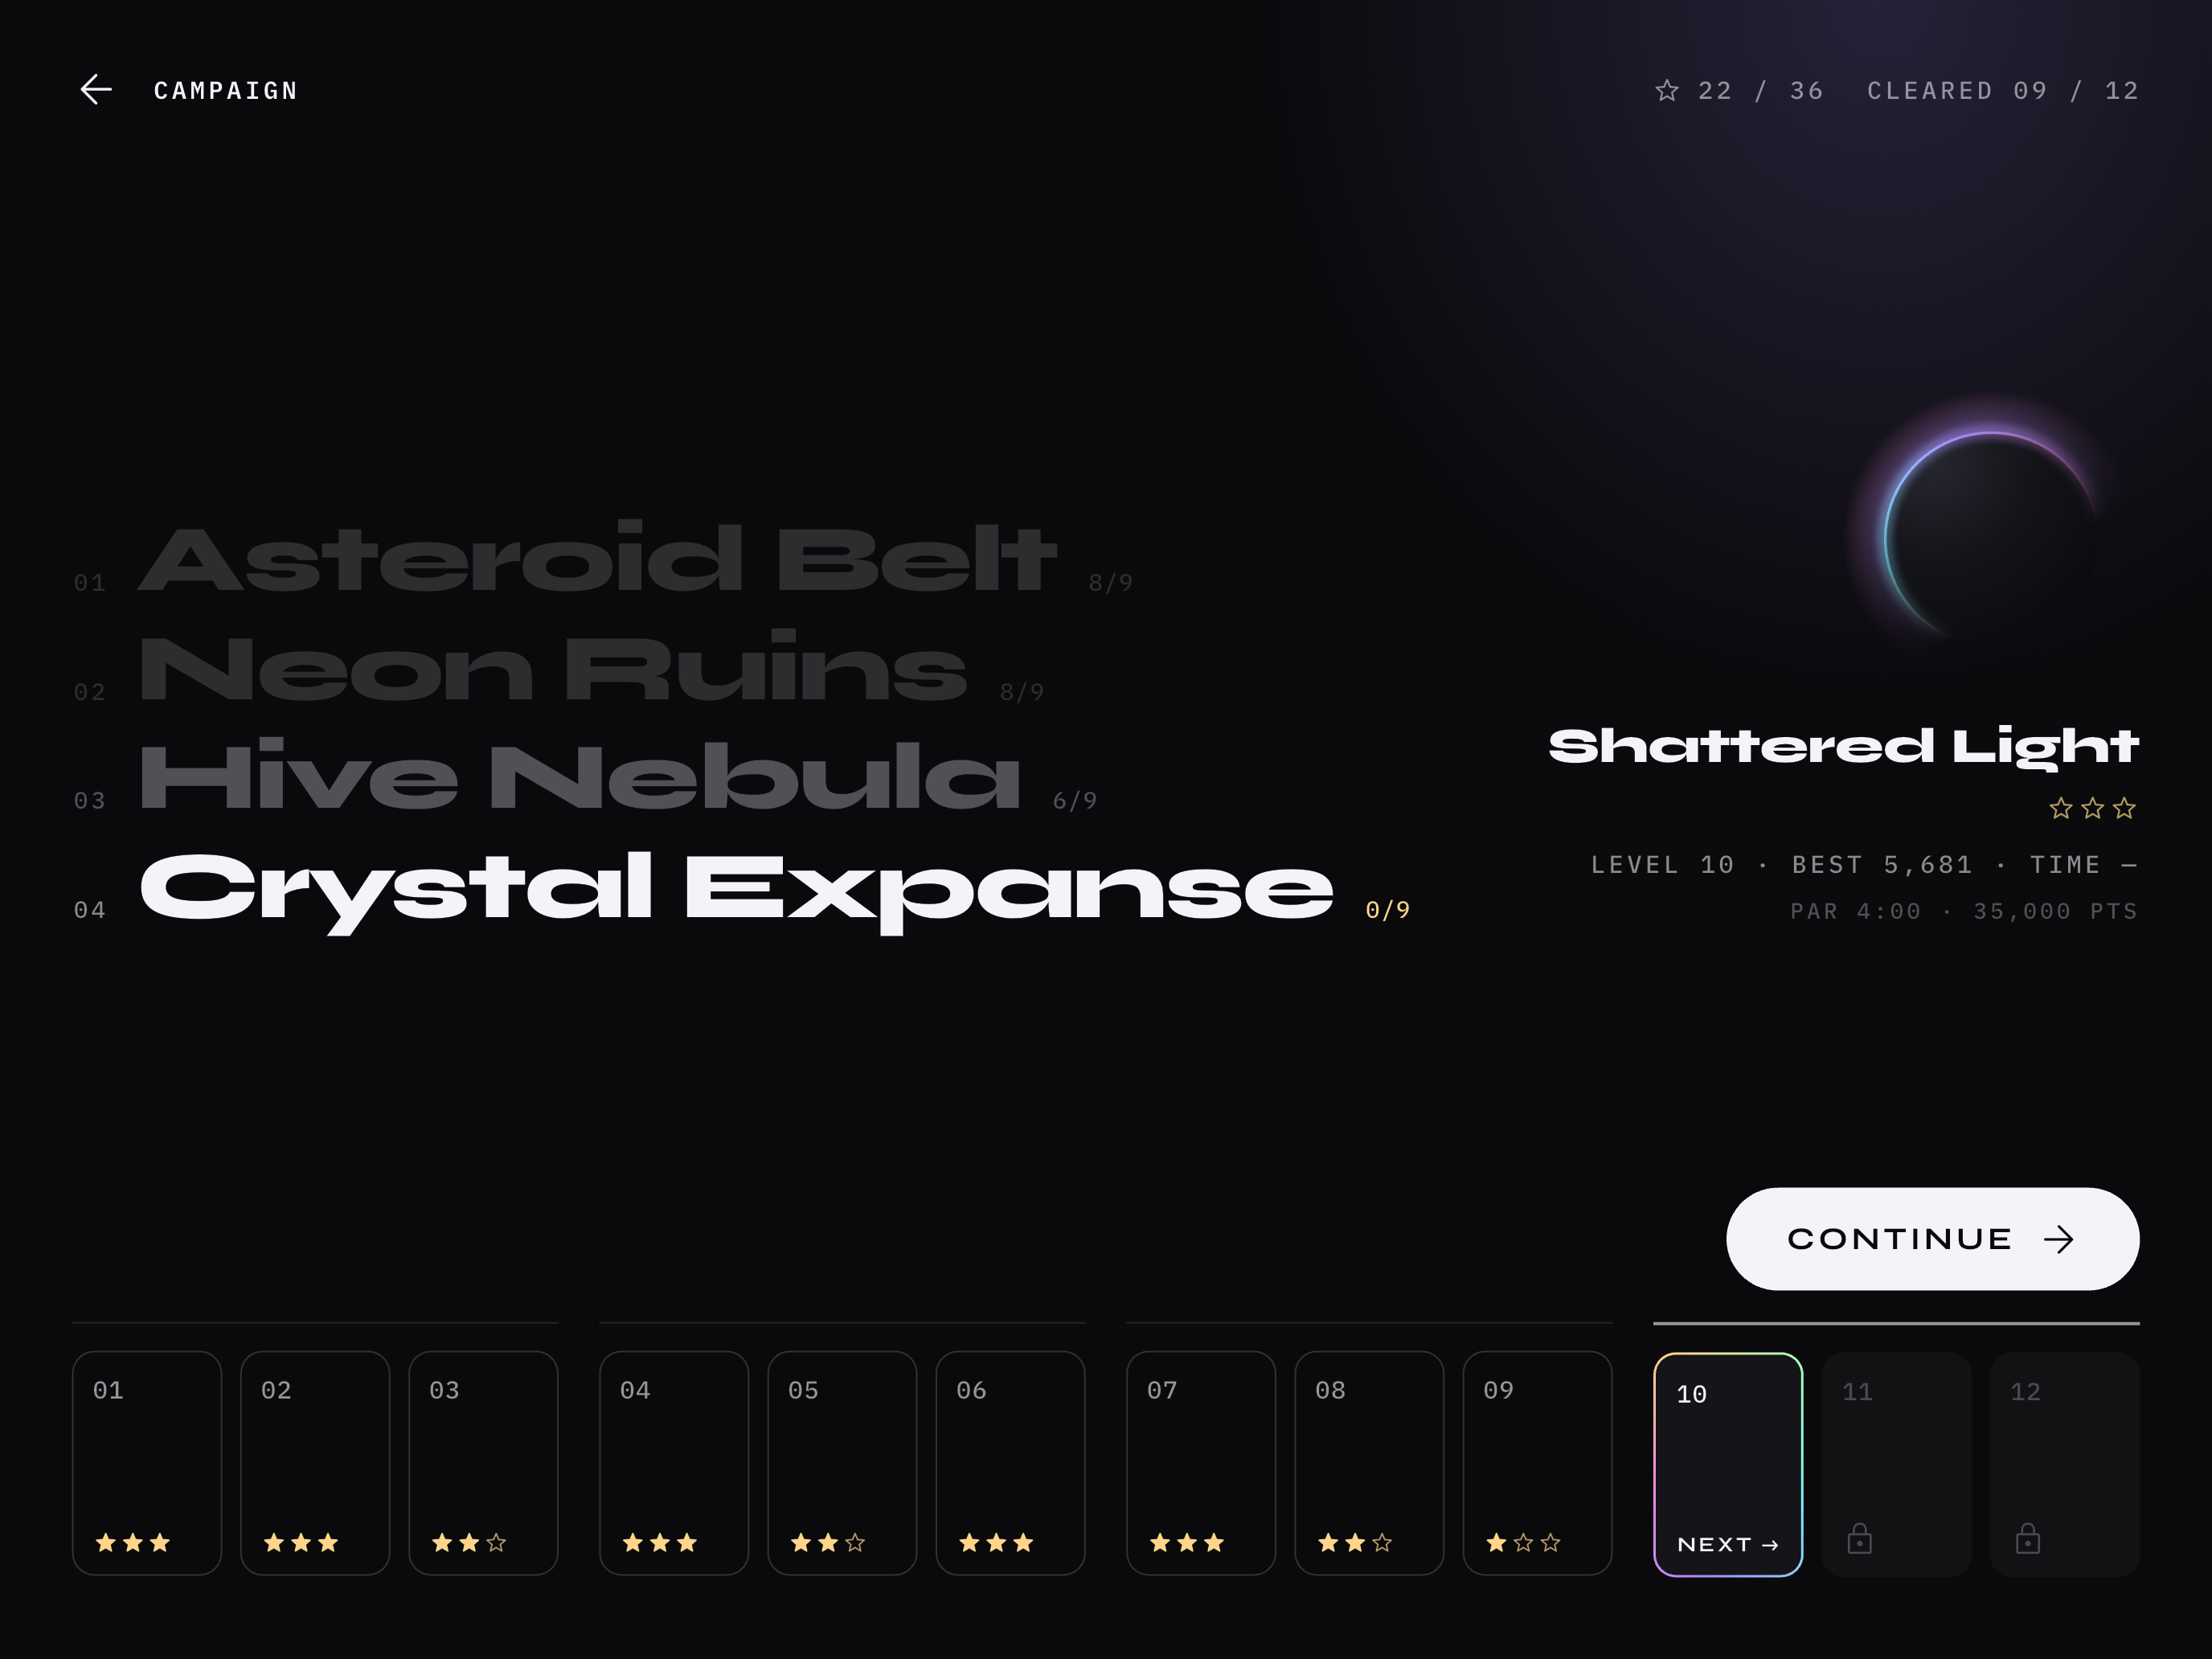 CAMPAIGN
22 / 36 CLEARED 09 / 12
01 Asteroid Belt 8/9
02 Neon Ruins 8/9
03 Hive Nebula 6/9
04 Crystal Expanse 0/9
Shattered Light
LEVEL 10 · BEST 5,681 · TIME —
PAR 4:00 · 35,000 PTS
CONTINUE →
01 02 03 04 05 06 07 08 09 10 11 12
NEXT →